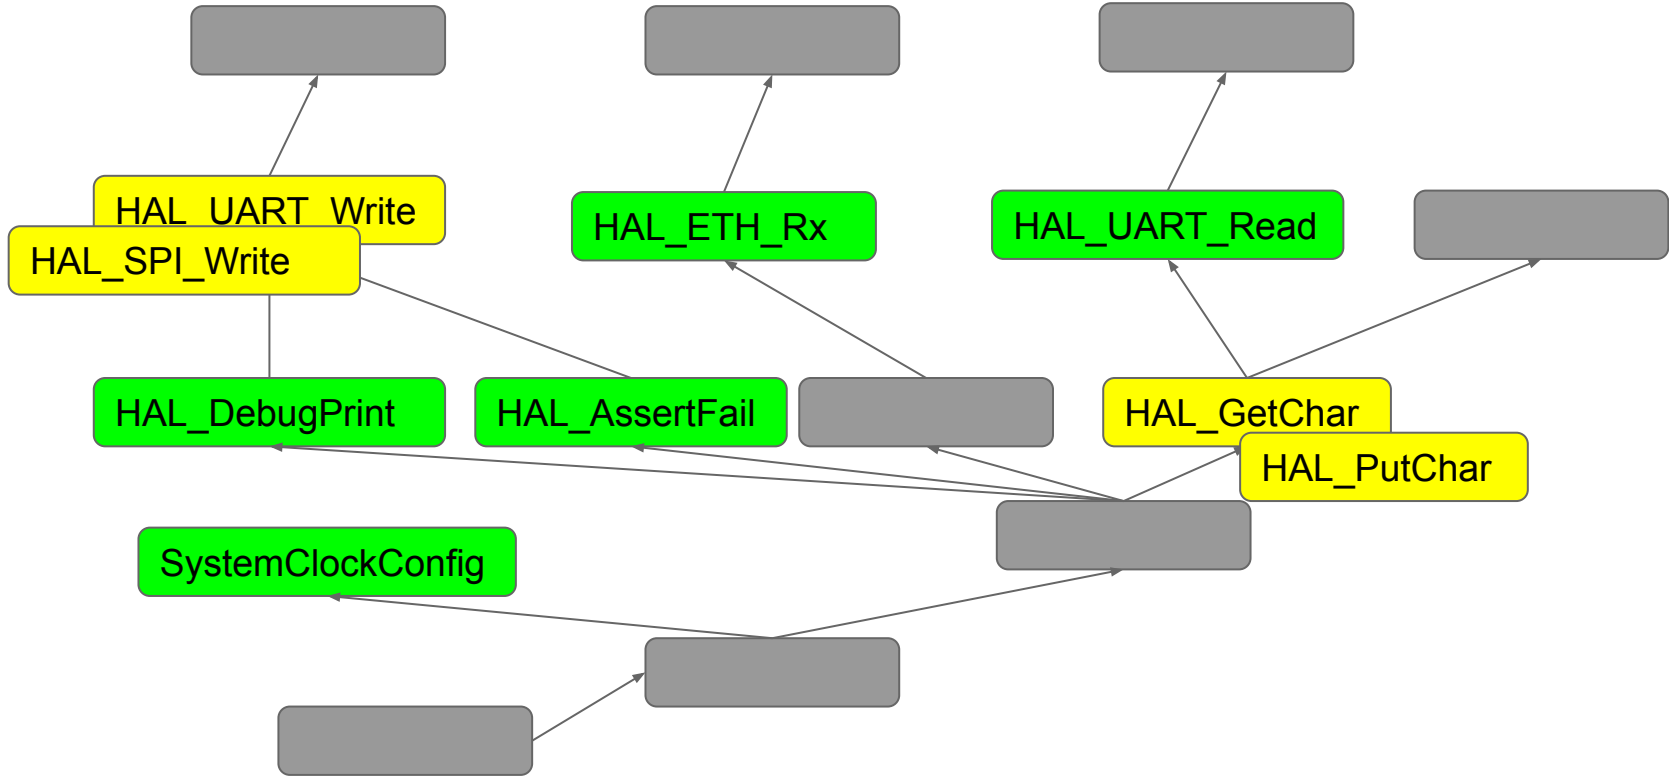 HAL_UART_Write
HAL_SPI_Write
HAL_ETH_Rx
HAL_UART_Read
HAL_DebugPrint
HAL_AssertFail
HAL_GetChar
HAL_PutChar
SystemClockConfig